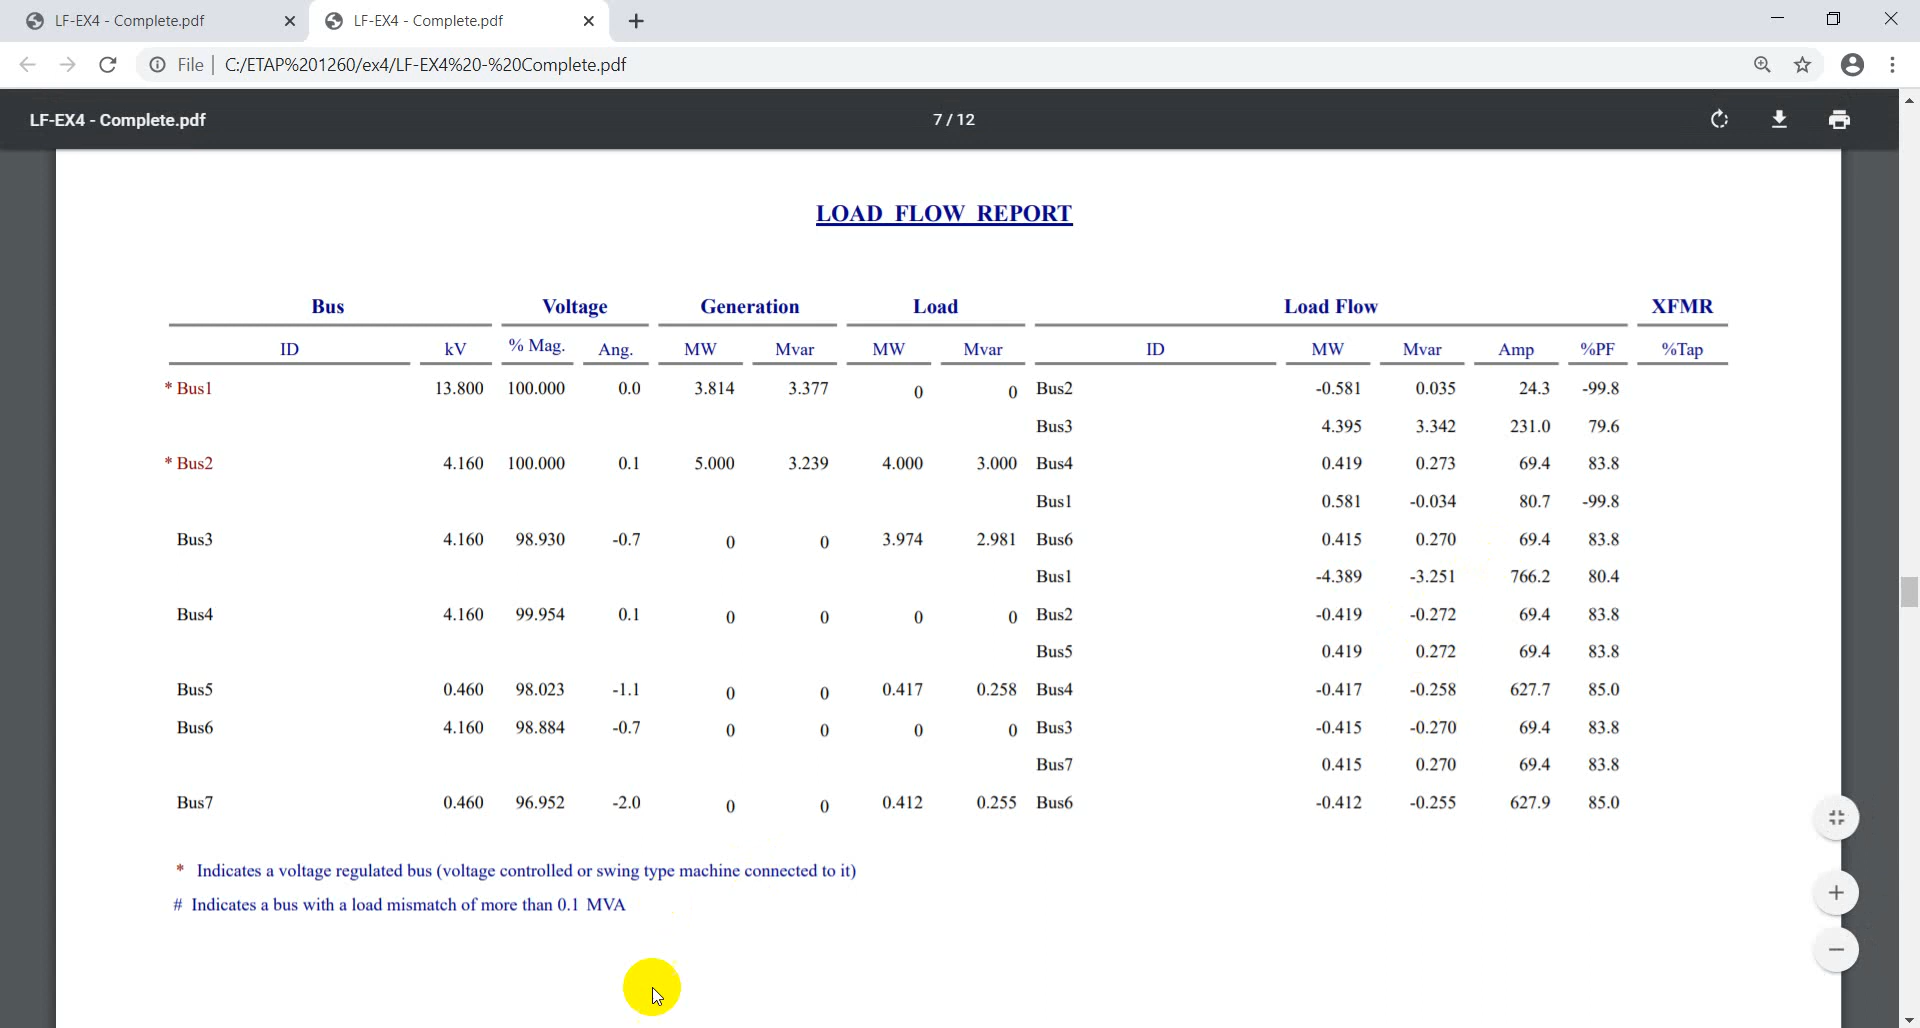 LF-EX4 - Complete.pdf LF-EX4 - Complete.pdf
File C:/ETAP%201260/ex4/LF-EX4%20-%20Complete.pdf
LF-EX4 - Complete.pdf 7 / 12
LOAD FLOW REPORT
Bus Voltage Generation Load Load Flow XFMR
ID kV % Mag. Ang. MW Mvar MW Mvar ID MW Mvar Amp %PF %Tap
* Bus1 13.800 100.000 0.0 3.814 3.377 0 0 Bus2 -0.581 0.035 24.3 -99.8
Bus3 4.395 3.342 231.0 79.6
* Bus2 4.160 100.000 0.1 5.000 3.239 4.000 3.000 Bus4 0.419 0.273 69.4 83.8
Bus1 0.581 -0.034 80.7 -99.8
Bus3 4.160 98.930 -0.7 0 0 3.974 2.981 Bus6 0.415 0.270 69.4 83.8
Bus1 -4.389 -3.251 766.2 80.4
Bus4 4.160 99.954 0.1 0 0 0 0 Bus2 -0.419 -0.272 69.4 83.8
Bus5 0.419 0.272 69.4 83.8
Bus5 0.460 98.023 -1.1 0 0 0.417 0.258 Bus4 -0.417 -0.258 627.7 85.0
Bus6 4.160 98.884 -0.7 0 0 0 0 Bus3 -0.415 -0.270 69.4 83.8
Bus7 0.415 0.270 69.4 83.8
Bus7 0.460 96.952 -2.0 0 0 0.412 0.255 Bus6 -0.412 -0.255 627.9 85.0
* Indicates a voltage regulated bus (voltage controlled or swing type machine connected to it)
# Indicates a bus with a load mismatch of more than 0.1 MVA